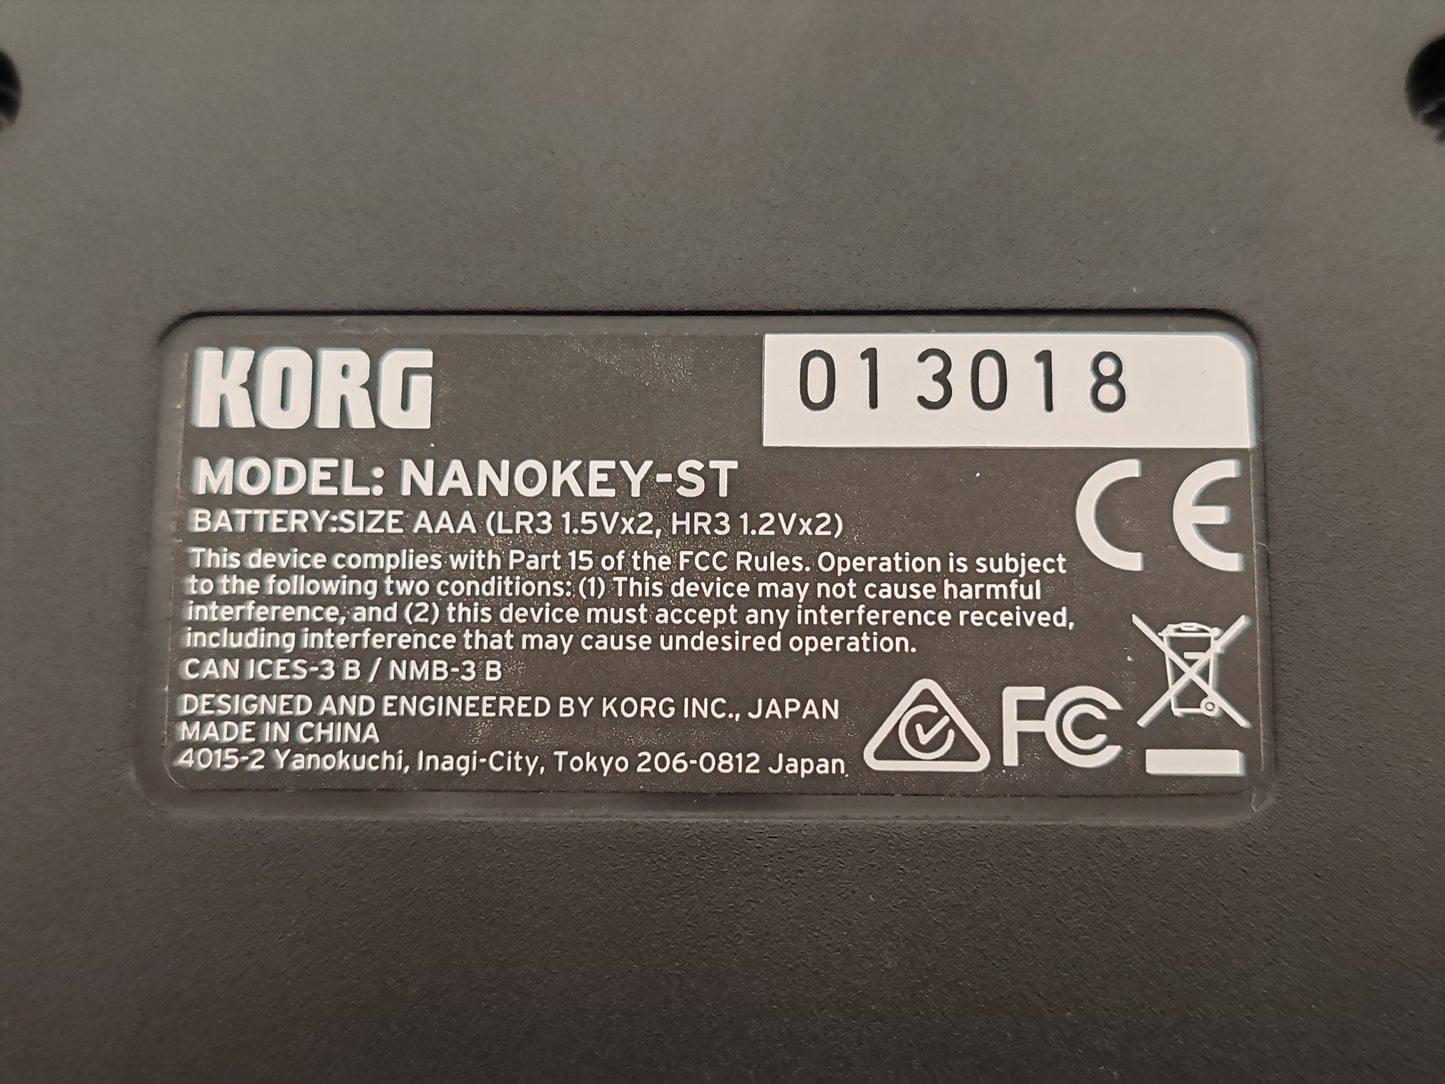 KORG
013018
MODEL: NANOKEY-ST
BATTERY:SIZE AAA (LR3 1.5Vx2, HR3 1.2Vx2)
CE
This device complies with Part 15 of the FCC Rules. Operation is subject
to the following two conditions: (1) This device may not cause harmful
interference, and (2) this device must accept any interference received,
including interference that may cause undesired operation.
CAN ICES-3 B / NMB-3 B
DESIGNED AND ENGINEERED BY KORG INC., JAPAN
MADE IN CHINA
4015-2 Yanokuchi, Inagi-City, Tokyo 206-0812 Japan.
FCC